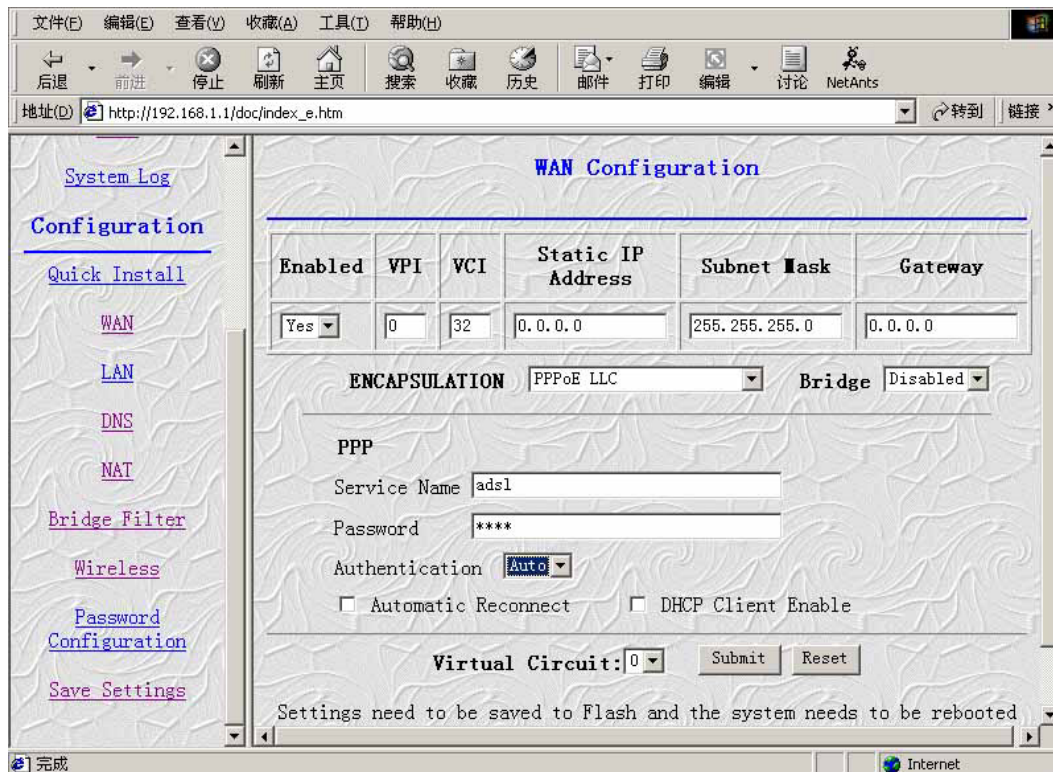 文件(F) 编辑(E) 查看(V) 收藏(A) 工具(T) 帮助(H)
后退 前进 停止 刷新 主页 搜索 收藏 历史 邮件 打印 编辑 讨论 NetAnts
地址(D) http://192.168.1.1/doc/index_e.htm 转到 链接 »
System Log
Configuration
Quick Install
WAN
LAN
DNS
NAT
Bridge Filter
Wireless
Password
Configuration
Save Settings
WAN Configuration
Enabled VPI VCI Static IP Address Subnet Mask Gateway
Yes 0 32 0.0.0.0 255.255.255.0 0.0.0.0
ENCAPSULATION PPPoE LLC Bridge Disabled
PPP
Service Name adsl
Password ****
Authentication Auto
Automatic Reconnect DHCP Client Enable
Virtual Circuit: 0 Submit Reset
Settings need to be saved to Flash and the system needs to be rebooted
完成 Internet